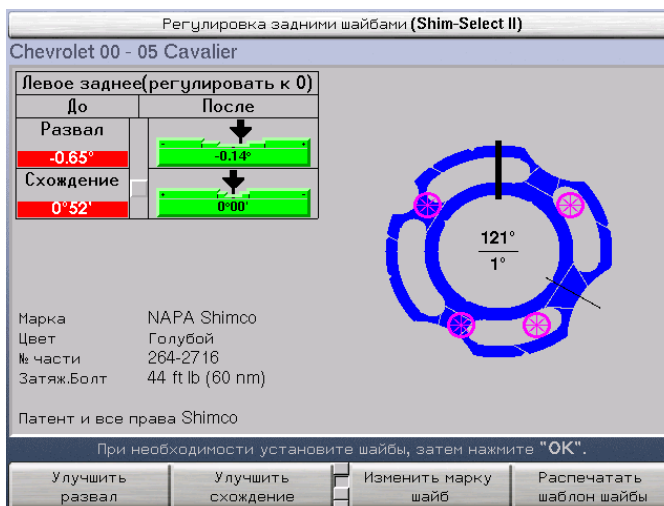 Регулировка задними шайбами (Shim-Select II)
Chevrolet 00 - 05 Cavalier
Левое заднее(регулировать к 0)
До После
Развал
-0.65° -0.14°
Схождение
0°52' 0°00'
121°
1°
Марка NAPA Shimco
Цвет Голубой
№ части 264-2716
Затяж.Болт 44 ft lb (60 nm)
Патент и все права Shimco
При необходимости установите шайбы, затем нажмите "OK".
Улучшить развал
Улучшить схождение
Изменить марку шайб
Распечатать шаблон шайбы